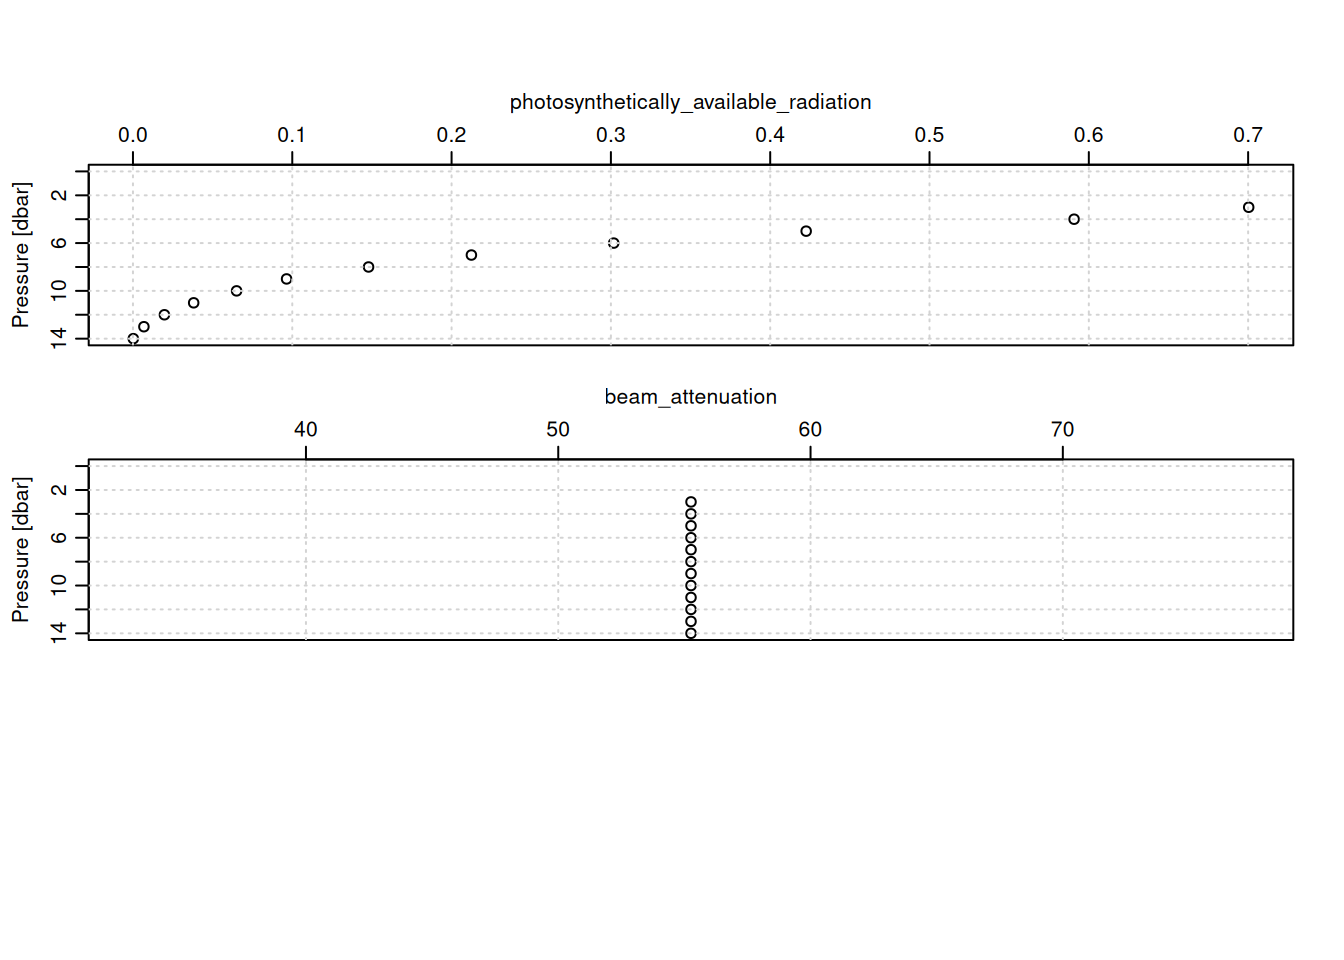 photosynthetically_available_radiation
0.0 0.1 0.2 0.3 0.4 0.5 0.6 0.7
Pressure [dbar]
2
6
10
14
beam_attenuation
40 50 60 70
Pressure [dbar]
2
6
10
14